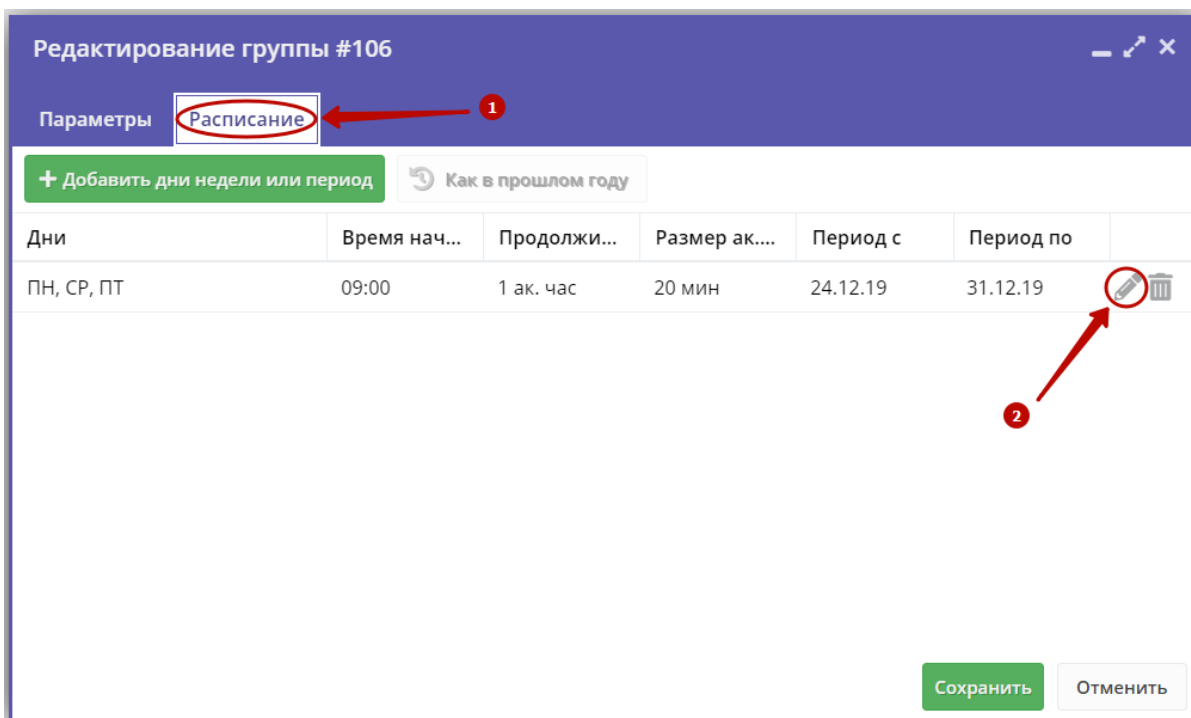 Редактирование группы #106
Параметры Расписание 1
+ Добавить дни недели или период Как в прошлом году
Дни Время нач... Продолжи... Размер ак.... Период с Период по
ПН, СР, ПТ 09:00 1 ак. час 20 мин 24.12.19 31.12.19
2
Сохранить Отменить